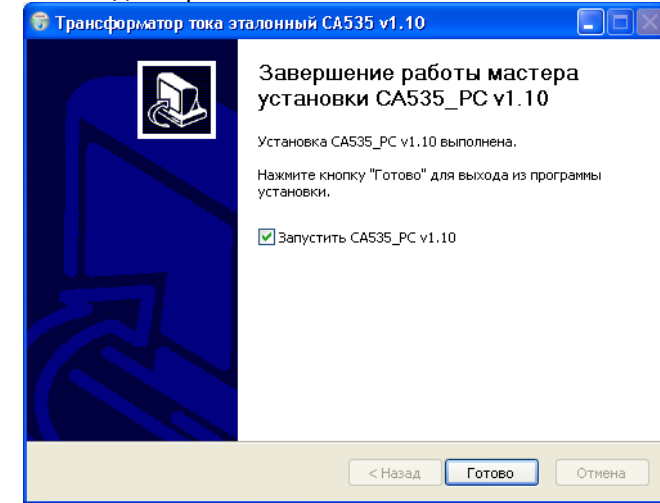 Трансформатор тока эталонный CA535 v1.10
Завершение работы мастера
установки CA535_PC v1.10
Установка CA535_PC v1.10 выполнена.
Нажмите кнопку "Готово" для выхода из программы
установки.
Запустить CA535_PC v1.10
< Назад
Готово
Отмена